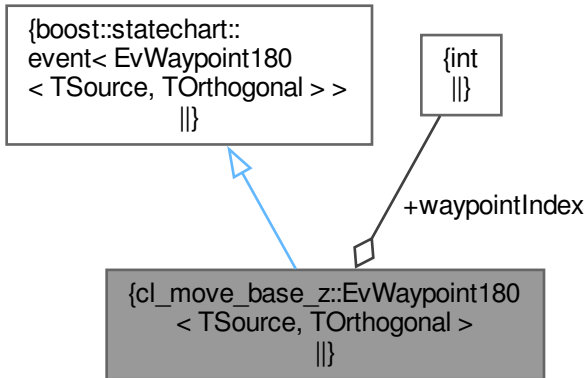 {boost::statechart::
event< EvWaypoint180
< TSource, TOrthogonal > >
||}
{int
||}
+waypointIndex
{cl_move_base_z::EvWaypoint180
< TSource, TOrthogonal >
||}